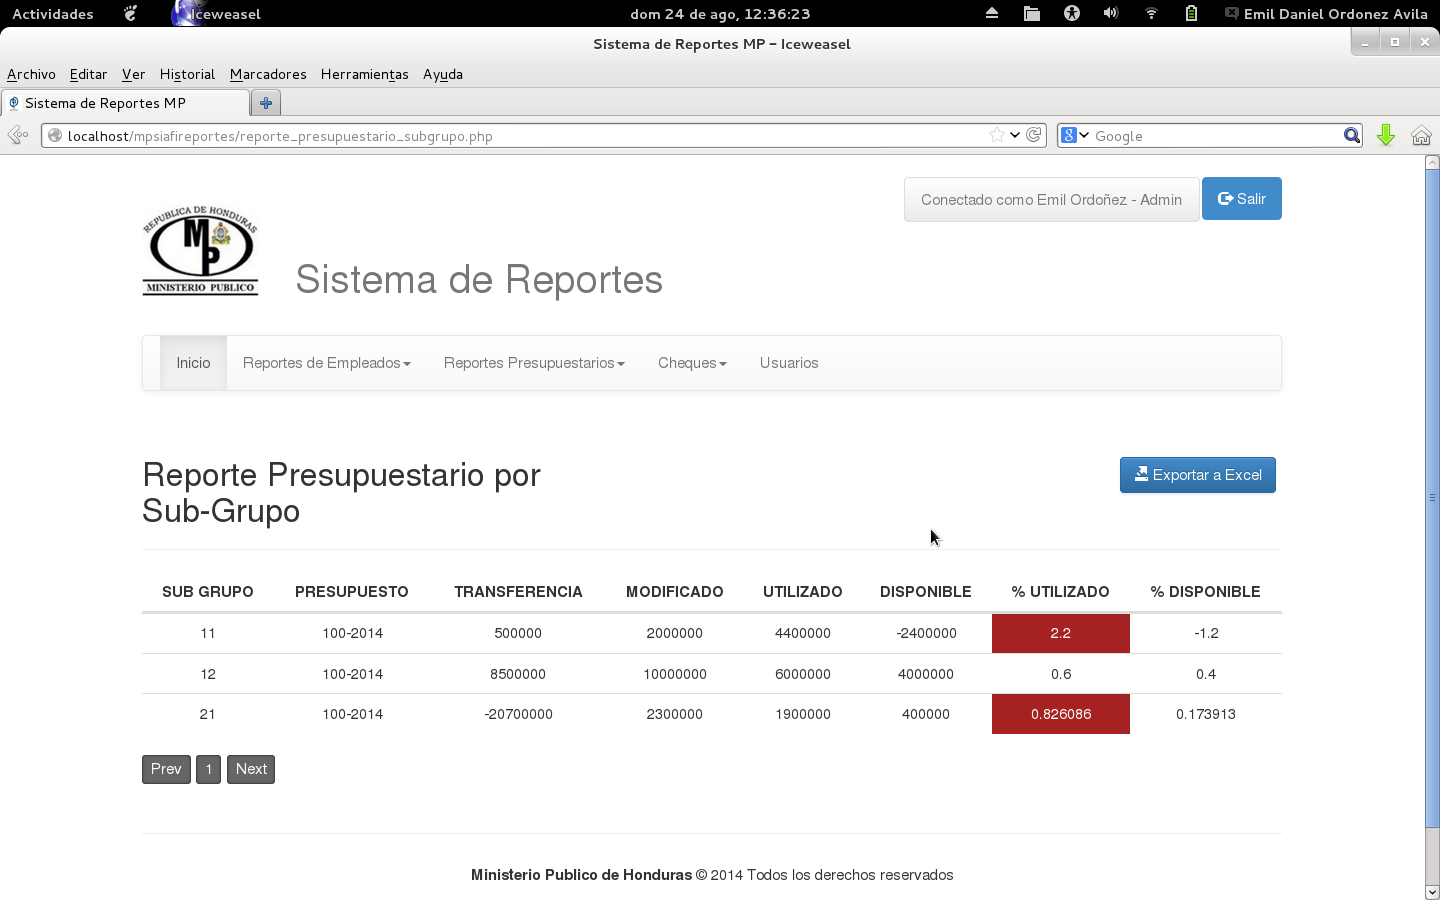 Actividades Iceweasel dom 24 de ago, 12:36:23 Emil Daniel Ordonez Avila
Sistema de Reportes MP - Iceweasel
Archivo Editar Ver Historial Marcadores Herramientas Ayuda
Sistema de Reportes MP
localhost/mpsiafireportes/reporte_presupuestario_subgrupo.php Google
Conectado como Emil Ordoñez - Admin Salir
REPUBLICA DE HONDURAS
MP
MINISTERIO PUBLICO
Sistema de Reportes
Inicio Reportes de Empleados Reportes Presupuestarios Cheques Usuarios
Reporte Presupuestario por
Sub-Grupo
Exportar a Excel
SUB GRUPO PRESUPUESTO TRANSFERENCIA MODIFICADO UTILIZADO DISPONIBLE % UTILIZADO % DISPONIBLE
11 100-2014 500000 2000000 4400000 -2400000 2.2 -1.2
12 100-2014 8500000 10000000 6000000 4000000 0.6 0.4
21 100-2014 -20700000 2300000 1900000 400000 0.826086 0.173913
Prev 1 Next
Ministerio Publico de Honduras © 2014 Todos los derechos reservados